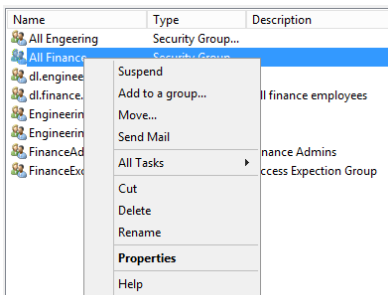 Name Type Description
All Engeering Security Group...
All Finance Security Group...
dl.enginee
dl.finance. ll finance employees
Engineerin
Engineerin
FinanceAd nance Admins
FinanceExc ccess Expection Group
Suspend
Add to a group...
Move...
Send Mail
All Tasks
Cut
Delete
Rename
Properties
Help